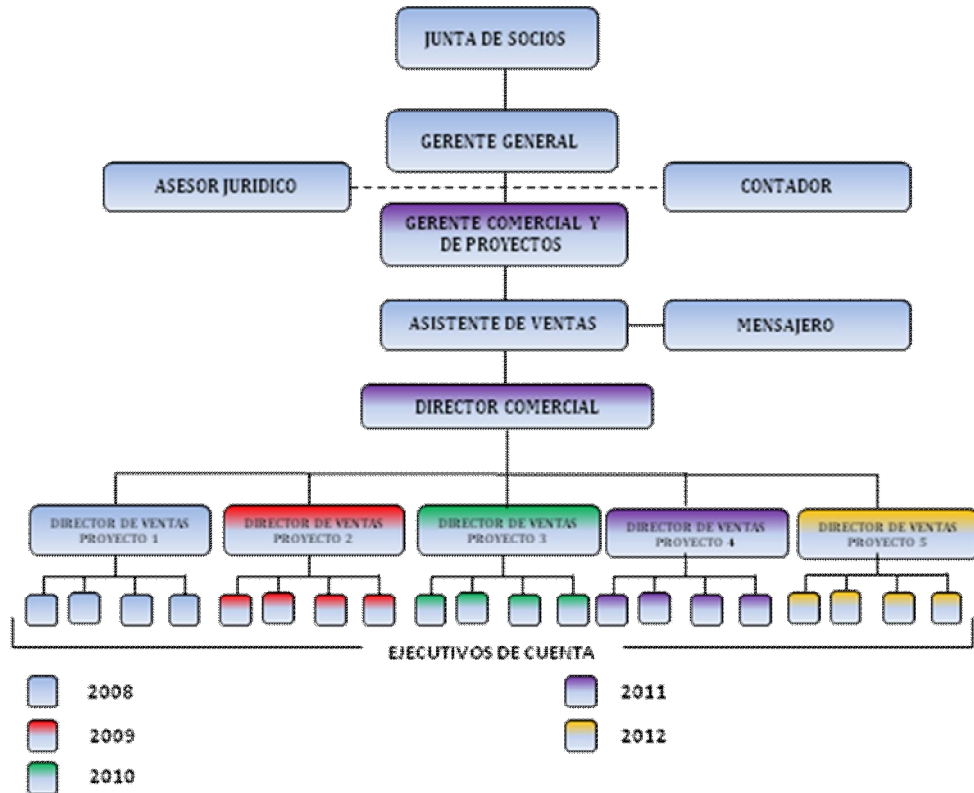 JUNTA DE SOCIOS
GERENTE GENERAL
ASESOR JURIDICO
CONTADOR
GERENTE COMERCIAL Y
DE PROYECTOS
ASISTENTE DE VENTAS
MENSAJERO
DIRECTOR COMERCIAL
DIRECTOR DE VENTAS
PROYECTO 1
DIRECTOR DE VENTAS
PROYECTO 2
DIRECTOR DE VENTAS
PROYECTO 3
DIRECTOR DE VENTAS
PROYECTO 4
DIRECTOR DE VENTAS
PROYECTO 5
EJECUTIVOS DE CUENTA
2008
2009
2010
2011
2012